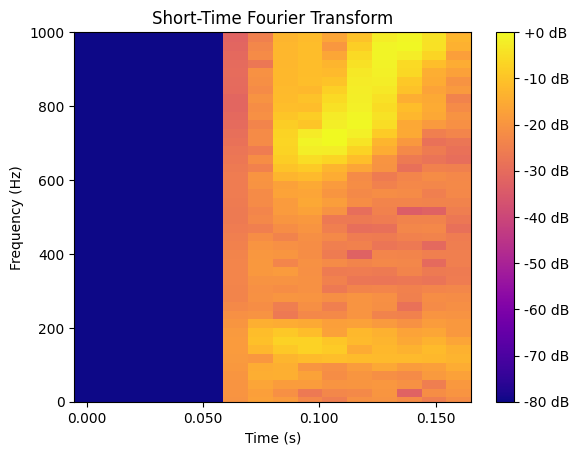 Short-Time Fourier Transform
1000
800
600
400
200
0
Frequency (Hz)
0.000
0.050
0.100
0.150
Time (s)
+0 dB
-10 dB
-20 dB
-30 dB
-40 dB
-50 dB
-60 dB
-70 dB
-80 dB